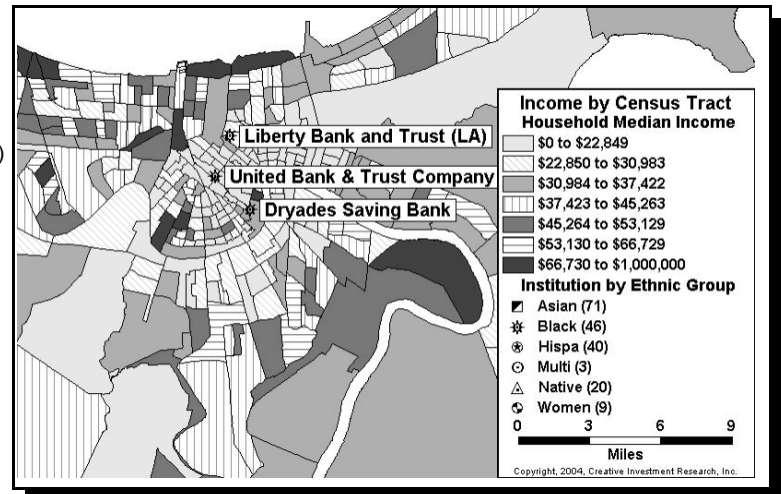 )
Liberty Bank and Trust (LA)
United Bank & Trust Company
Dryades Saving Bank
Income by Census Tract
Household Median Income
$0 to $22,849
$22,850 to $30,983
$30,984 to $37,422
$37,423 to $45,263
$45,264 to $53,129
$53,130 to $66,729
$66,730 to $1,000,000
Institution by Ethnic Group
Asian (71)
Black (46)
Hispa (40)
Multi (3)
Native (20)
Women (9)
0 3 6 9
Miles
Copyright, 2004, Creative Investment Research, Inc.